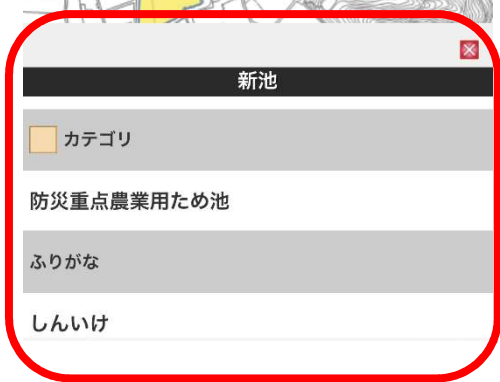 新池
カテゴリ
防災重点農業用ため池
ふりがな
しんいけ